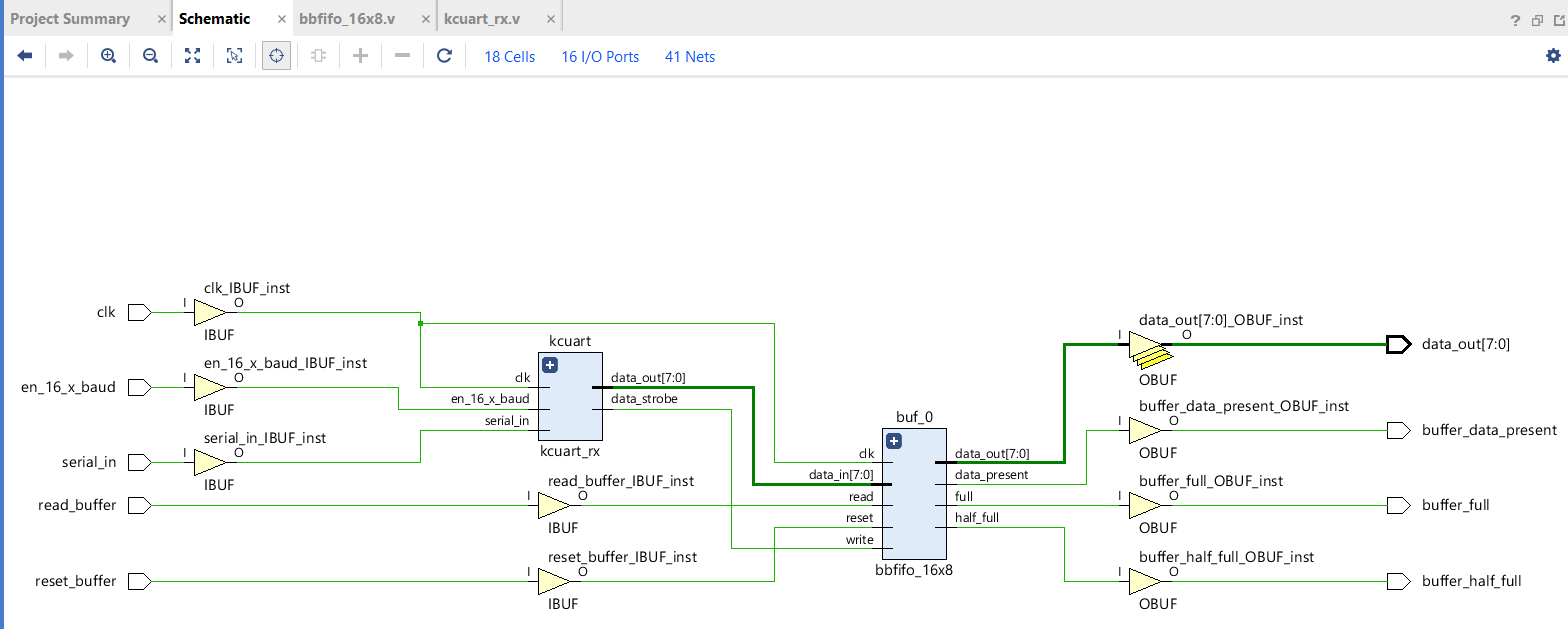 Project Summary × Schematic × bbfifo_16x8.v × kcuart_rx.v × ?
18 Cells 16 I/O Ports 41 Nets
clk
I
clk_IBUF_inst
O
IBUF
en_16_x_baud
I
en_16_x_baud_IBUF_inst
O
IBUF
serial_in
I
serial_in_IBUF_inst
O
IBUF
read_buffer
I
read_buffer_IBUF_inst
O
IBUF
reset_buffer
I
reset_buffer_IBUF_inst
O
IBUF
kcuart
clk
en_16_x_baud
serial_in
data_out[7:0]
data_strobe
kcuart_rx
buf_0
clk
data_in[7:0]
read
reset
write
data_out[7:0]
data_present
full
half_full
bbfifo_16x8
data_out[7:0]_OBUF_inst
I
O
OBUF
data_out[7:0]
buffer_data_present_OBUF_inst
I
O
OBUF
buffer_data_present
buffer_full_OBUF_inst
I
O
OBUF
buffer_full
buffer_half_full_OBUF_inst
I
O
OBUF
buffer_half_full